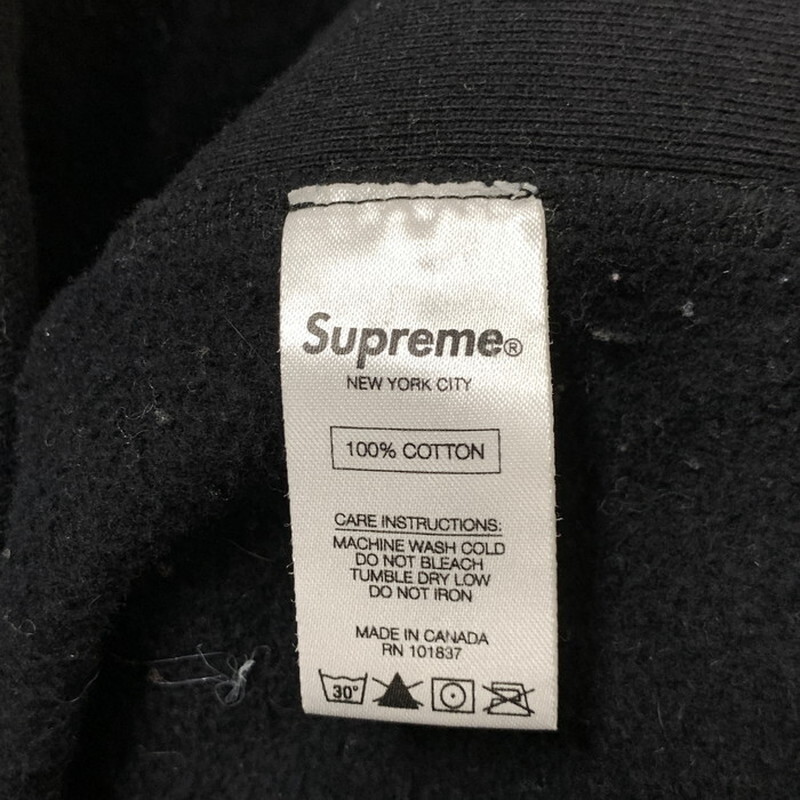 Supreme®
NEW YORK CITY
100% COTTON
CARE INSTRUCTIONS:
MACHINE WASH COLD
DO NOT BLEACH
TUMBLE DRY LOW
DO NOT IRON
MADE IN CANADA
RN 101837
30°